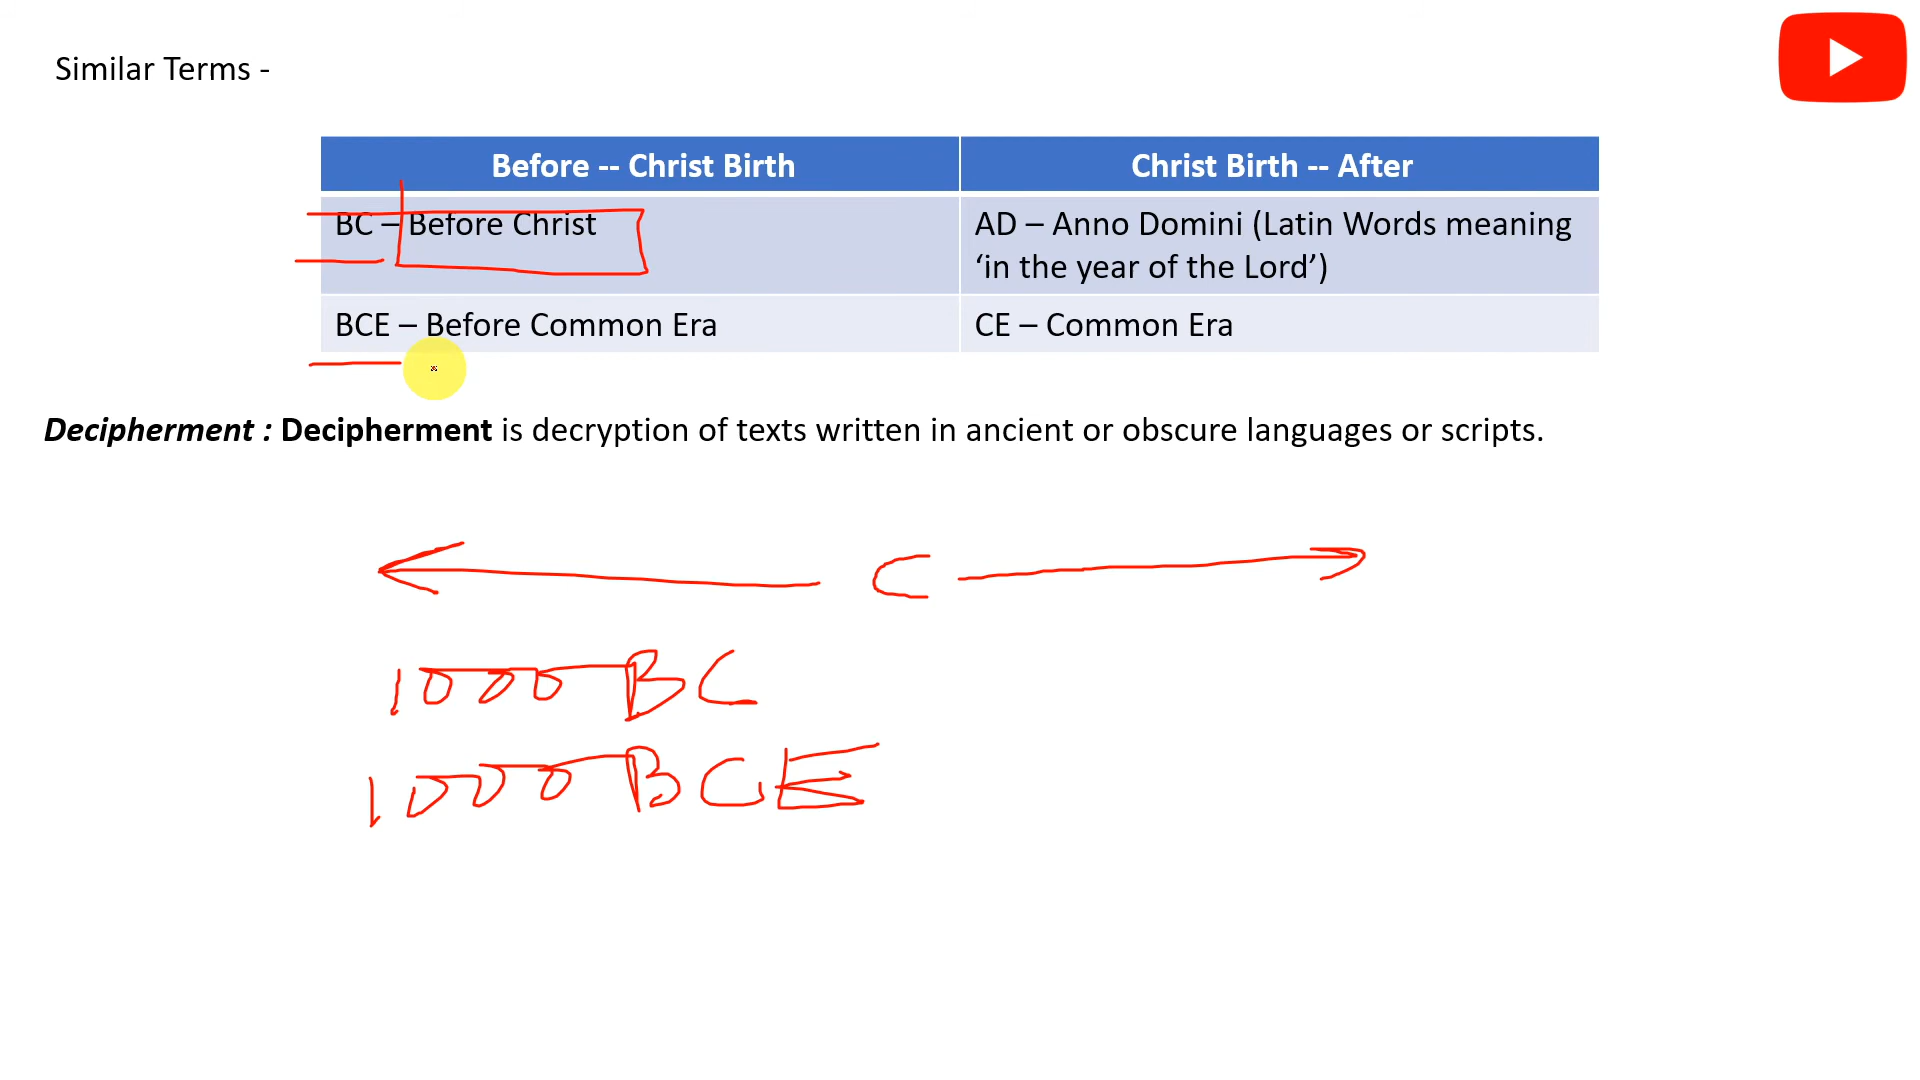 Similar Terms -
Before -- Christ Birth
Christ Birth -- After
BC – Before Christ
AD – Anno Domini (Latin Words meaning
‘in the year of the Lord’)
BCE – Before Common Era
CE – Common Era
Decipherment : Decipherment is decryption of texts written in ancient or obscure languages or scripts.
C
1000 BC
1000 BCE